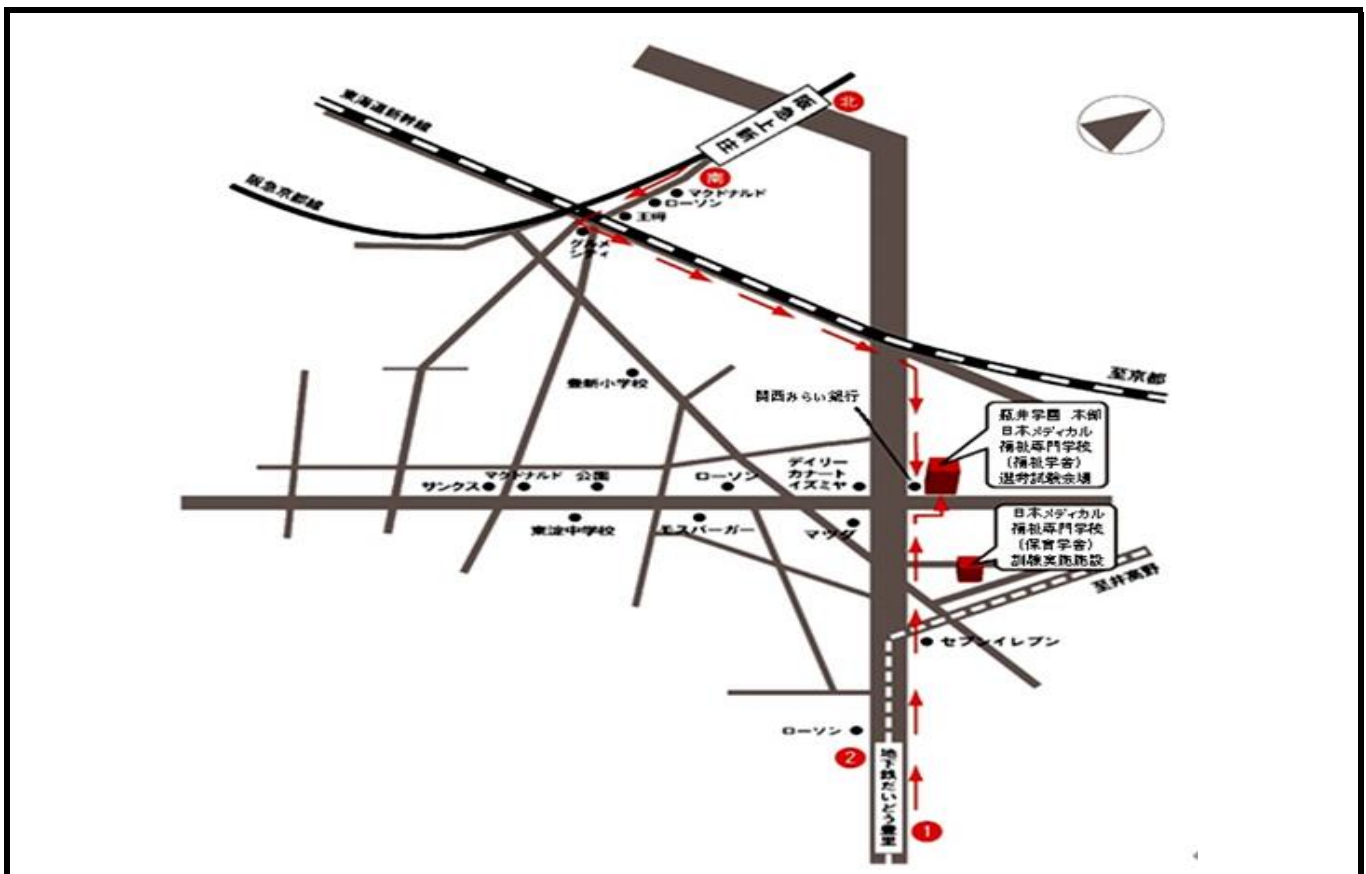 北
阪急上新庄
東海道新幹線
南
マクドナルド
ローソン
阪急京都線
王将
グルメ
シティ
至京都
豊新小学校
関西みらい銀行
瓶井学園 本部
日本メディカル
福祉専門学校
(福祉学舎)
選考試験会場
サンクス
マクドナルド
公園
ローソン
デイリー
カナート
イズミヤ
東淀中学校
モスバーガー
マツダ
日本メディカル
福祉専門学校
(保育学舎)
訓練実施施設
至井高野
セブンイレブン
ローソン
2
地下鉄だいどう豊里
1